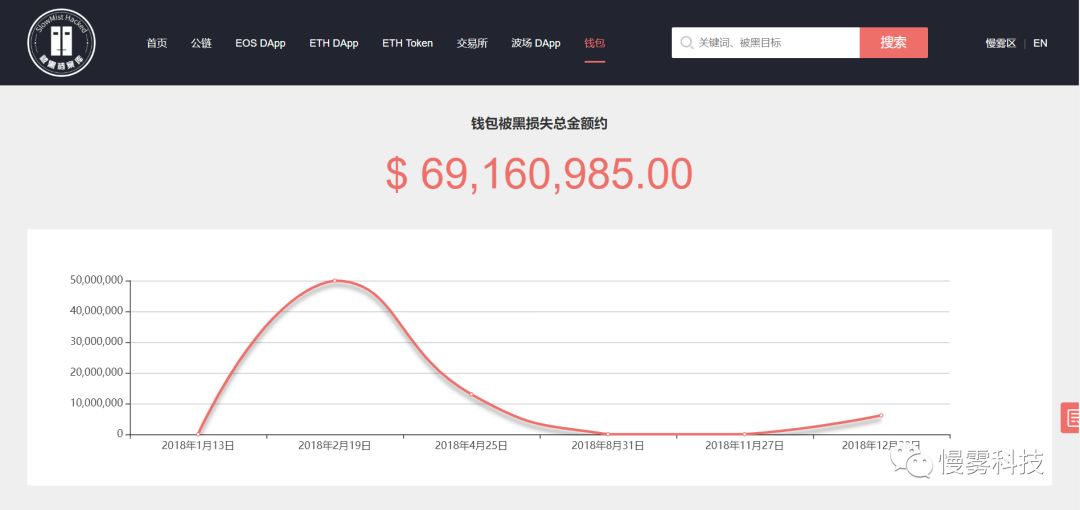 SlowMist Hacked
被黑档案库
首页 公链 EOS DApp ETH DApp ETH Token 交易所 波场 DApp 钱包
关键词、被黑目标 搜索
慢雾区 | EN
钱包被黑损失总金额约
$ 69,160,985.00
50,000,000
40,000,000
30,000,000
20,000,000
10,000,000
0
2018年1月13日 2018年2月19日 2018年4月25日 2018年8月31日 2018年11月27日 2018年12月
慢雾科技